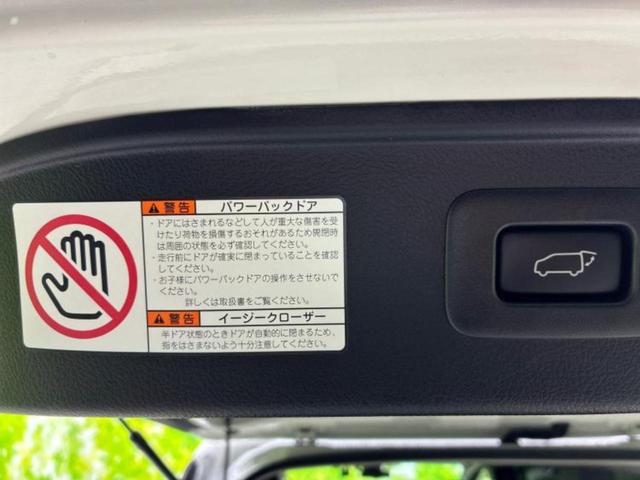 警告 パワーバックドア
・ドアにはさまれるなどして人が重大な傷害を受
けたり荷物を損傷するおそれがあるため開閉時
は周囲の状態を必ず確認してください。
・走行前にドアが確実に閉まっていることを確認
してください。
・お子様にパワーバックドアの操作をさせないで
ください。
詳しくは取扱書をご覧ください。
警告 イージークローザー
半ドア状態のときドアが自動的に閉まるため、
指をはさまないよう十分注意してください。